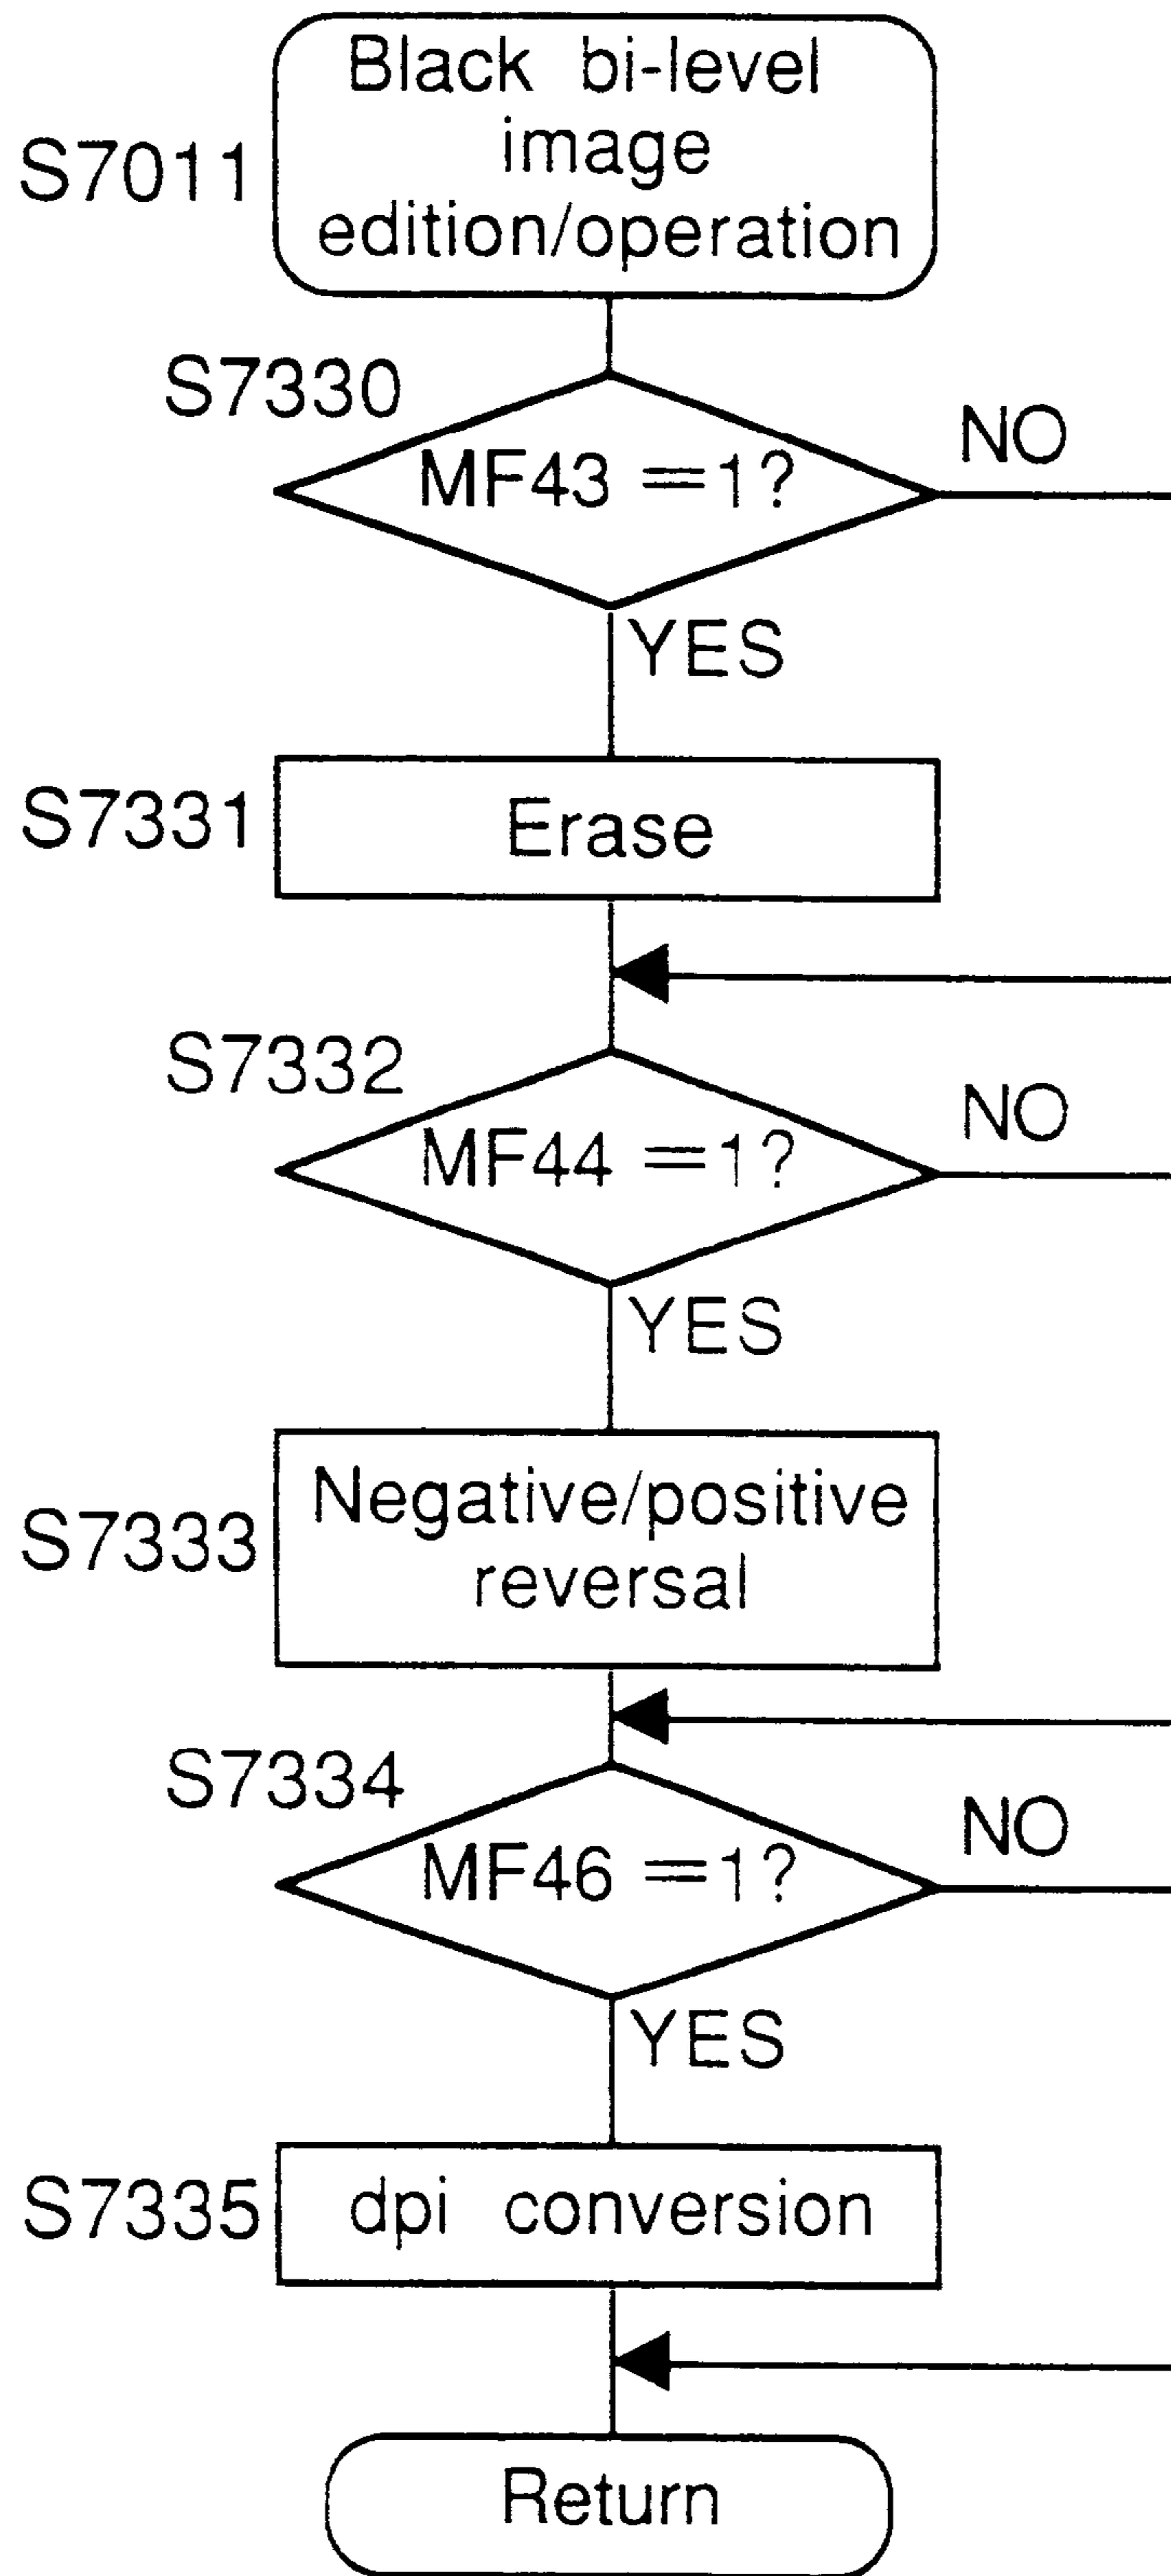 Black bi-level
image
edition/operation
S7011
S7330
MF43 =1?
NO
YES
S7331
Erase
S7332
MF44 =1?
NO
YES
S7333
Negative/positive
reversal
S7334
MF46 =1?
NO
YES
S7335
dpi conversion
Return